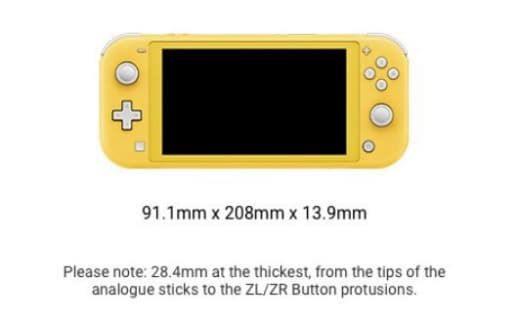 91.1mm x 208mm x 13.9mm
Please note: 28.4mm at the thickest, from the tips of the
analogue sticks to the ZL/ZR Button protusions.